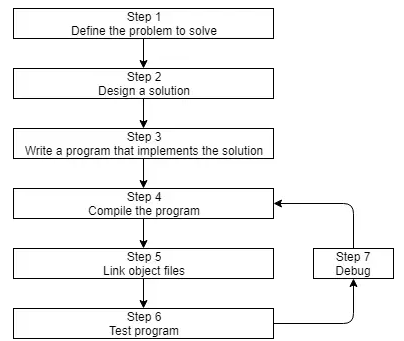 Step 1
Define the problem to solve
Step 2
Design a solution
Step 3
Write a program that implements the solution
Step 4
Compile the program
Step 5
Link object files
Step 7
Debug
Step 6
Test program